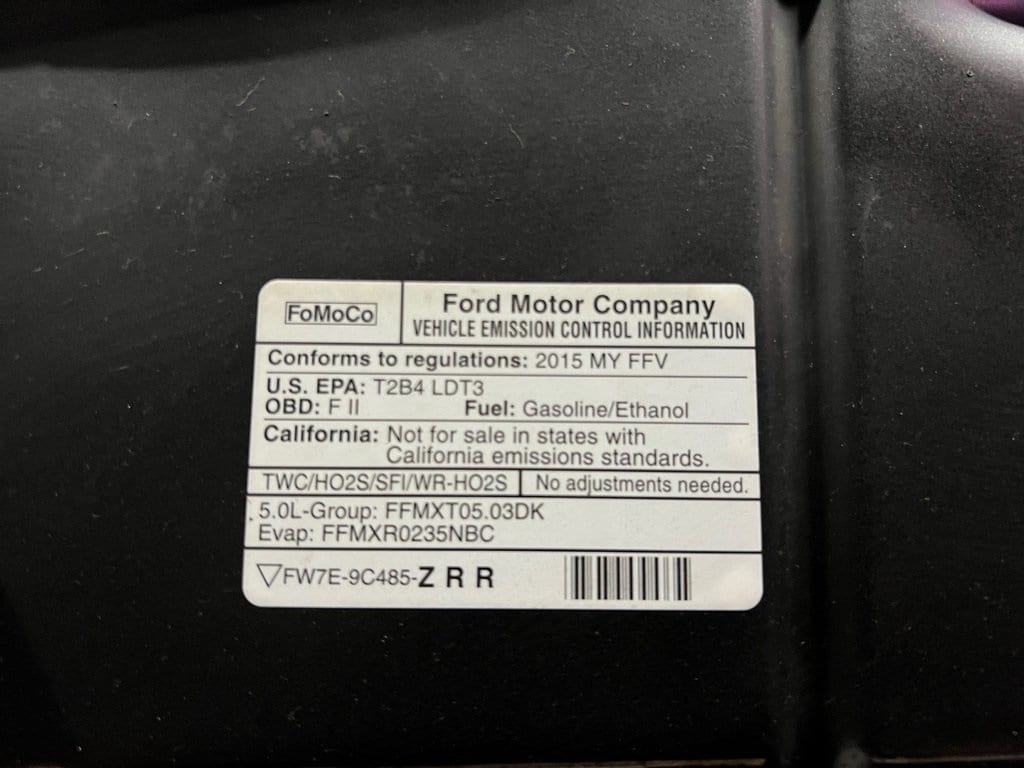 FoMoCo
Ford Motor Company
VEHICLE EMISSION CONTROL INFORMATION
Conforms to regulations: 2015 MY FFV
U.S. EPA: T2B4 LDT3
OBD: F II Fuel: Gasoline/Ethanol
California: Not for sale in states with
California emissions standards.
TWC/HO2S/SFI/WR-HO2S No adjustments needed.
5.0L-Group: FFMXT05.03DK
Evap: FFMXR0235NBC
▽FW7E-9C485-Z R R